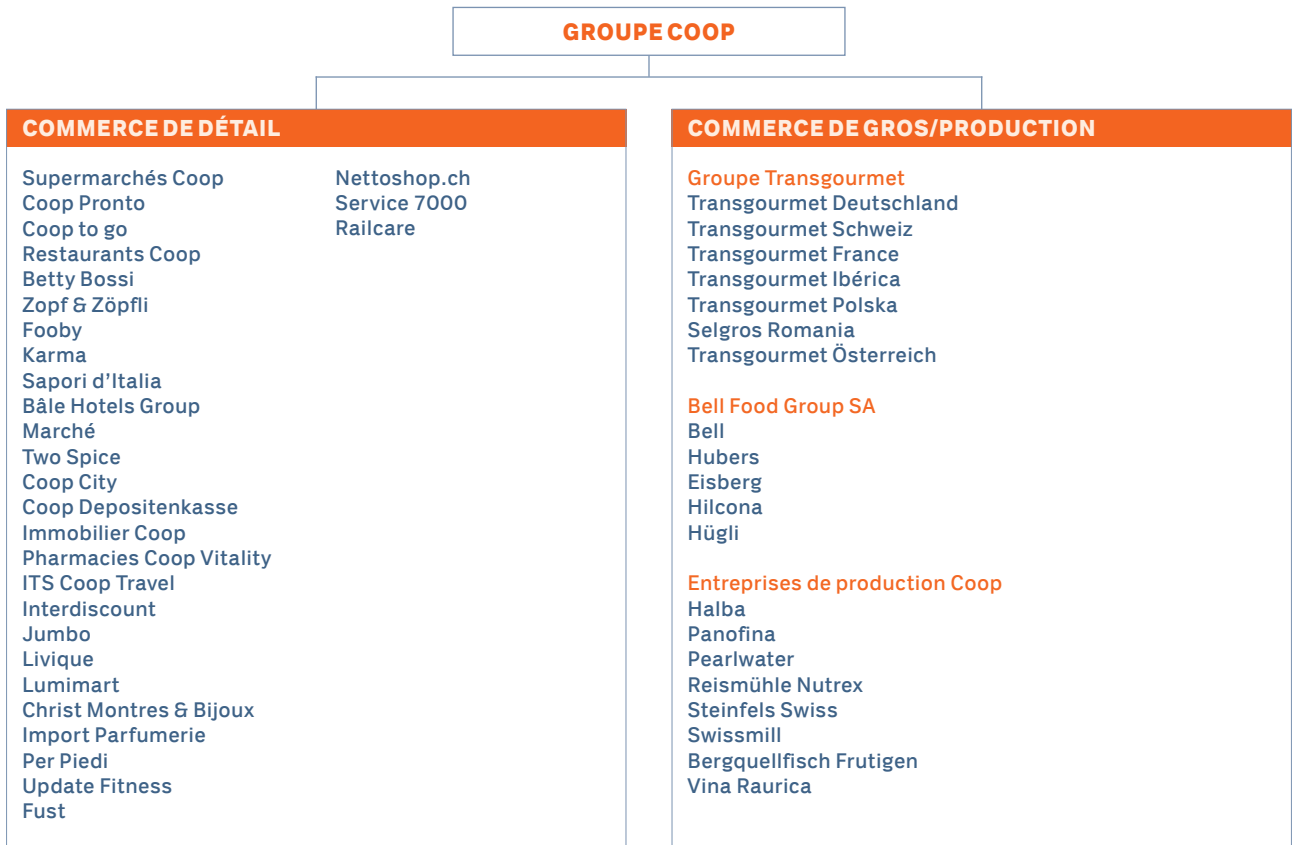 GROUPE COOP
COMMERCE DE DÉTAIL
Supermarchés Coop
Coop Pronto
Coop to go
Restaurants Coop
Betty Bossi
Zopf & Zöpfli
Fooby
Karma
Sapori d’Italia
Bâle Hotels Group
Marché
Two Spice
Coop City
Coop Depositenkasse
Immobilier Coop
Pharmacies Coop Vitality
ITS Coop Travel
Interdiscount
Jumbo
Livique
Lumimart
Christ Montres & Bijoux
Import Parfumerie
Per Piedi
Update Fitness
Fust
Nettoshop.ch
Service 7000
Railcare
COMMERCE DE GROS/PRODUCTION
Groupe Transgourmet
Transgourmet Deutschland
Transgourmet Schweiz
Transgourmet France
Transgourmet Ibérica
Transgourmet Polska
Selgros Romania
Transgourmet Österreich
Bell Food Group SA
Bell
Hubers
Eisberg
Hilcona
Hügli
Entreprises de production Coop
Halba
Panofina
Pearlwater
Reismühle Nutrex
Steinfels Swiss
Swissmill
Bergquellfisch Frutigen
Vina Raurica